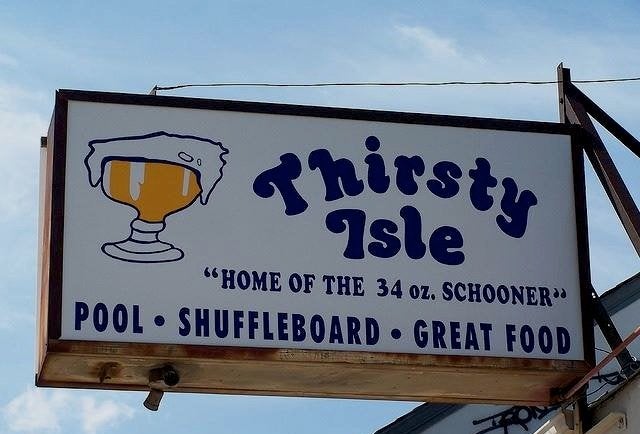 Thirsty
Isle
"HOME OF THE 34 oz. SCHOONER"
POOL • SHUFFLEBOARD • GREAT FOOD